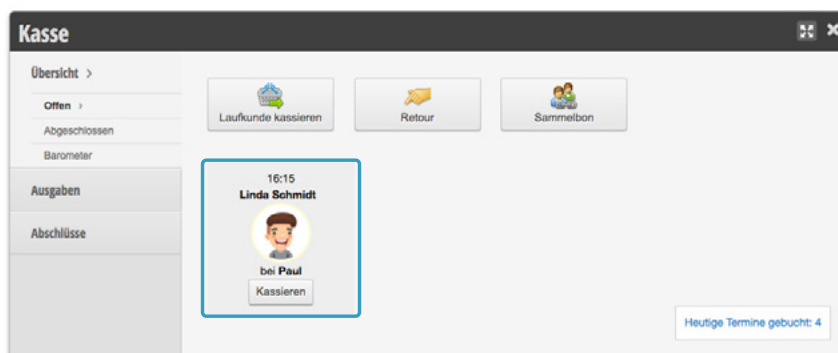 Kasse
Übersicht >
Offen ›
Abgeschlossen
Barometer
Ausgaben
Abschlüsse
Laufkunde kassieren
Retour
Sammelbon
16:15
Linda Schmidt
bei Paul
Kassieren
Heutige Termine gebucht: 4